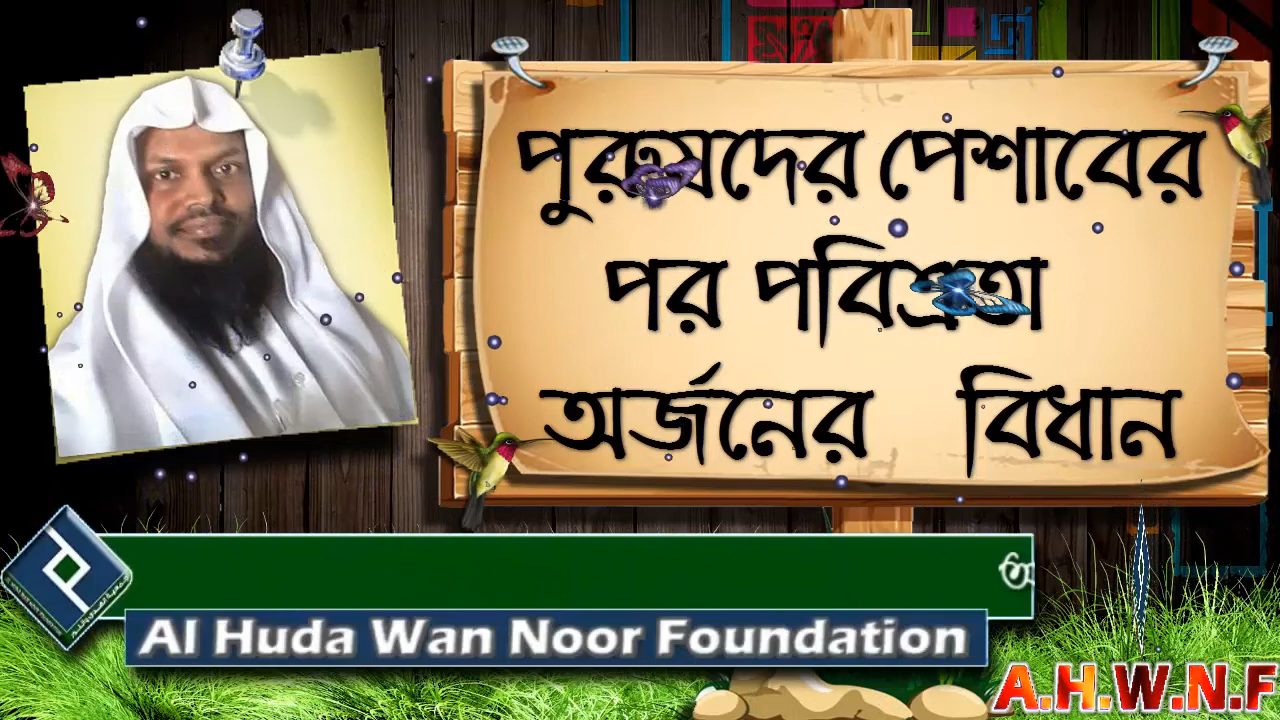 পুরুষদের পেশাবের
পর পবিত্রতা
অর্জনের বিধান
Al Huda Wan Noor Foundation
A.H.W.N.F